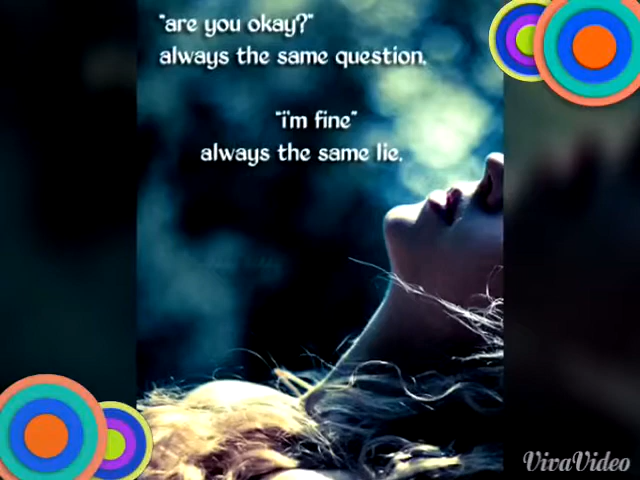 "are you okay?"
always the same question.
"i'm fine"
always the same lie.
VivaVideo